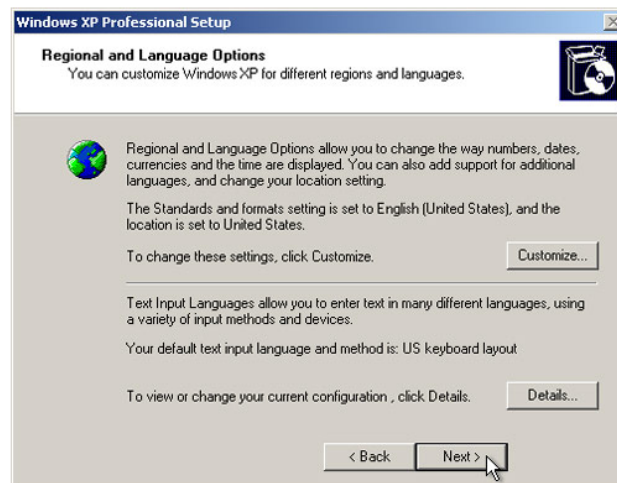 Windows XP Professional Setup
Regional and Language Options
You can customize Windows XP for different regions and languages.
Regional and Language Options allow you to change the way numbers, dates,
currencies and the time are displayed. You can also add support for additional
languages, and change your location setting.
The Standards and formats setting is set to English (United States), and the
location is set to United States.
To change these settings, click Customize.
Customize...
Text Input Languages allow you to enter text in many different languages, using
a variety of input methods and devices.
Your default text input language and method is: US keyboard layout
To view or change your current configuration , click Details.
Details...
< Back
Next >